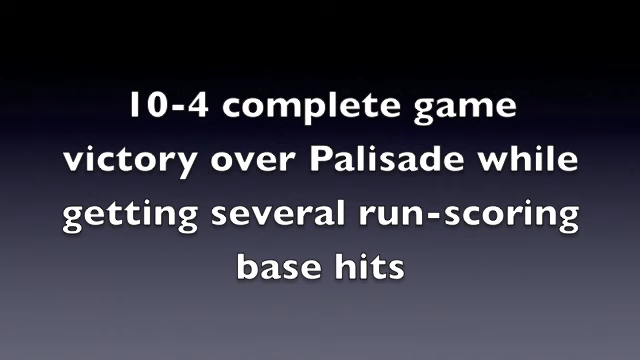 10-4 complete game
victory over Palisade while
getting several run-scoring
base hits